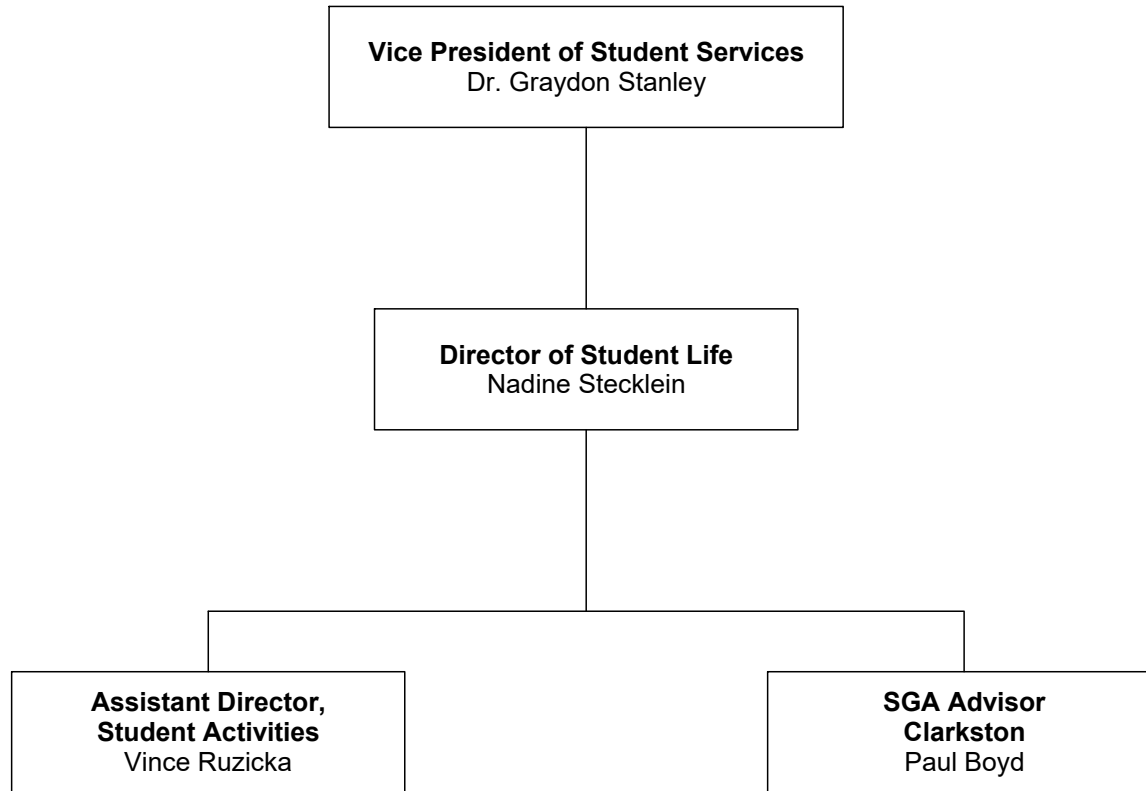 Vice President of Student Services
Dr. Graydon Stanley
Director of Student Life
Nadine Stecklein
Assistant Director,
Student Activities
Vince Ruzicka
SGA Advisor
Clarkston
Paul Boyd